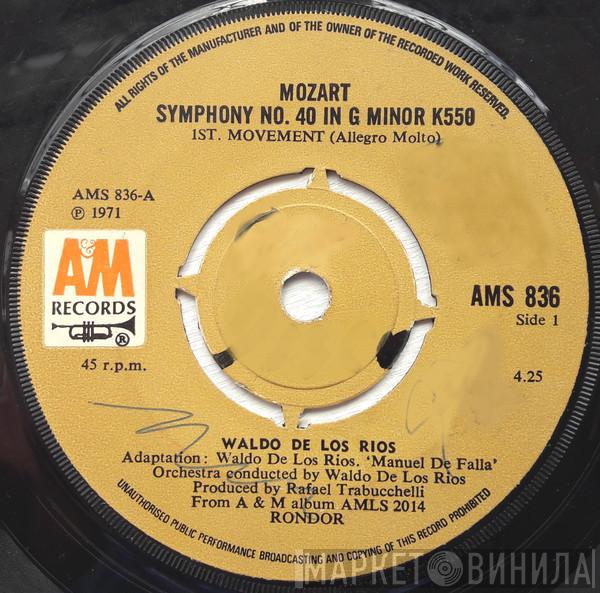 ALL RIGHTS OF THE MANUFACTURER AND OF THE OWNER OF THE RECORDED WORK RESERVED.
MOZART
SYMPHONY NO. 40 IN G MINOR K550
1ST. MOVEMENT (Allegro Molto)
AMS 836-A
℗ 1971
A&M
RECORDS
®
45 r.p.m.
AMS 836
Side 1
4.25
WALDO DE LOS RIOS
Adaptation: Waldo De Los Rios. 'Manuel De Falla'
Orchestra conducted by Waldo De Los Rios
Produced by Rafael Trabucchelli
From A & M album AMLS 2014
RONDOR
UNAUTHORISED PUBLIC PERFORMANCE BROADCASTING AND COPYING OF THIS RECORD PROHIBITED
МАРКЕТ ВИНИЛА